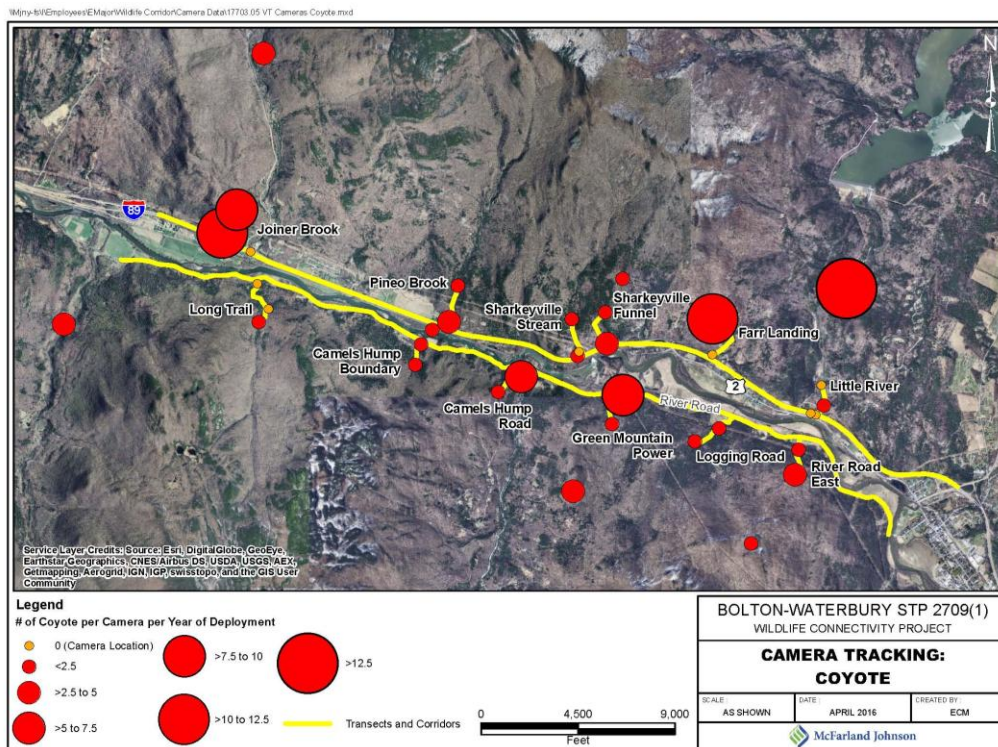 \\Mjny-fs\I\Employees\EMajor\Wildlife Corridor\Camera Data\17703.05 VT Cameras Coyote.mxd
N
89
Joiner Brook
Pineo Brook
Long Trail
Sharkeyville
Stream
Sharkeyville
Funnel
Farr Landing
Camels Hump
Boundary
2
Little River
River Road
Camels Hump
Road
Green Mountain
Power
Logging Road
River Road
East
Service Layer Credits: Source: Esri, DigitalGlobe, GeoEye,
Earthstar Geographics, CNES/Airbus DS, USDA, USGS, AEX,
Getmapping, Aerogrid, IGN, IGP, swisstopo, and the GIS User
Community
Legend
# of Coyote per Camera per Year of Deployment
0 (Camera Location)
<2.5
>2.5 to 5
>5 to 7.5
>7.5 to 10
>10 to 12.5
>12.5
Transects and Corridors
0 4,500 9,000
Feet
BOLTON-WATERBURY STP 2709(1)
WILDLIFE CONNECTIVITY PROJECT
CAMERA TRACKING:
COYOTE
SCALE: AS SHOWN
DATE: APRIL 2016
CREATED BY: ECM
McFarland Johnson